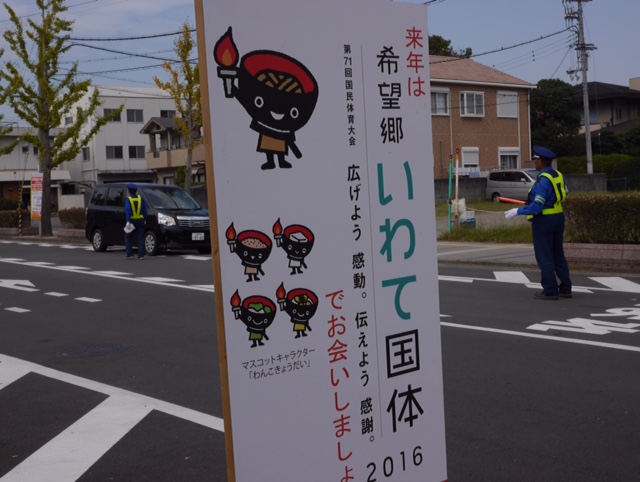 来年は
希望郷
いわて国体
2016
第71回国民体育大会
広げよう 感動。伝えよう 感謝。
でお会いしましょ
マスコットキャラクター
「わんこきょうだい」